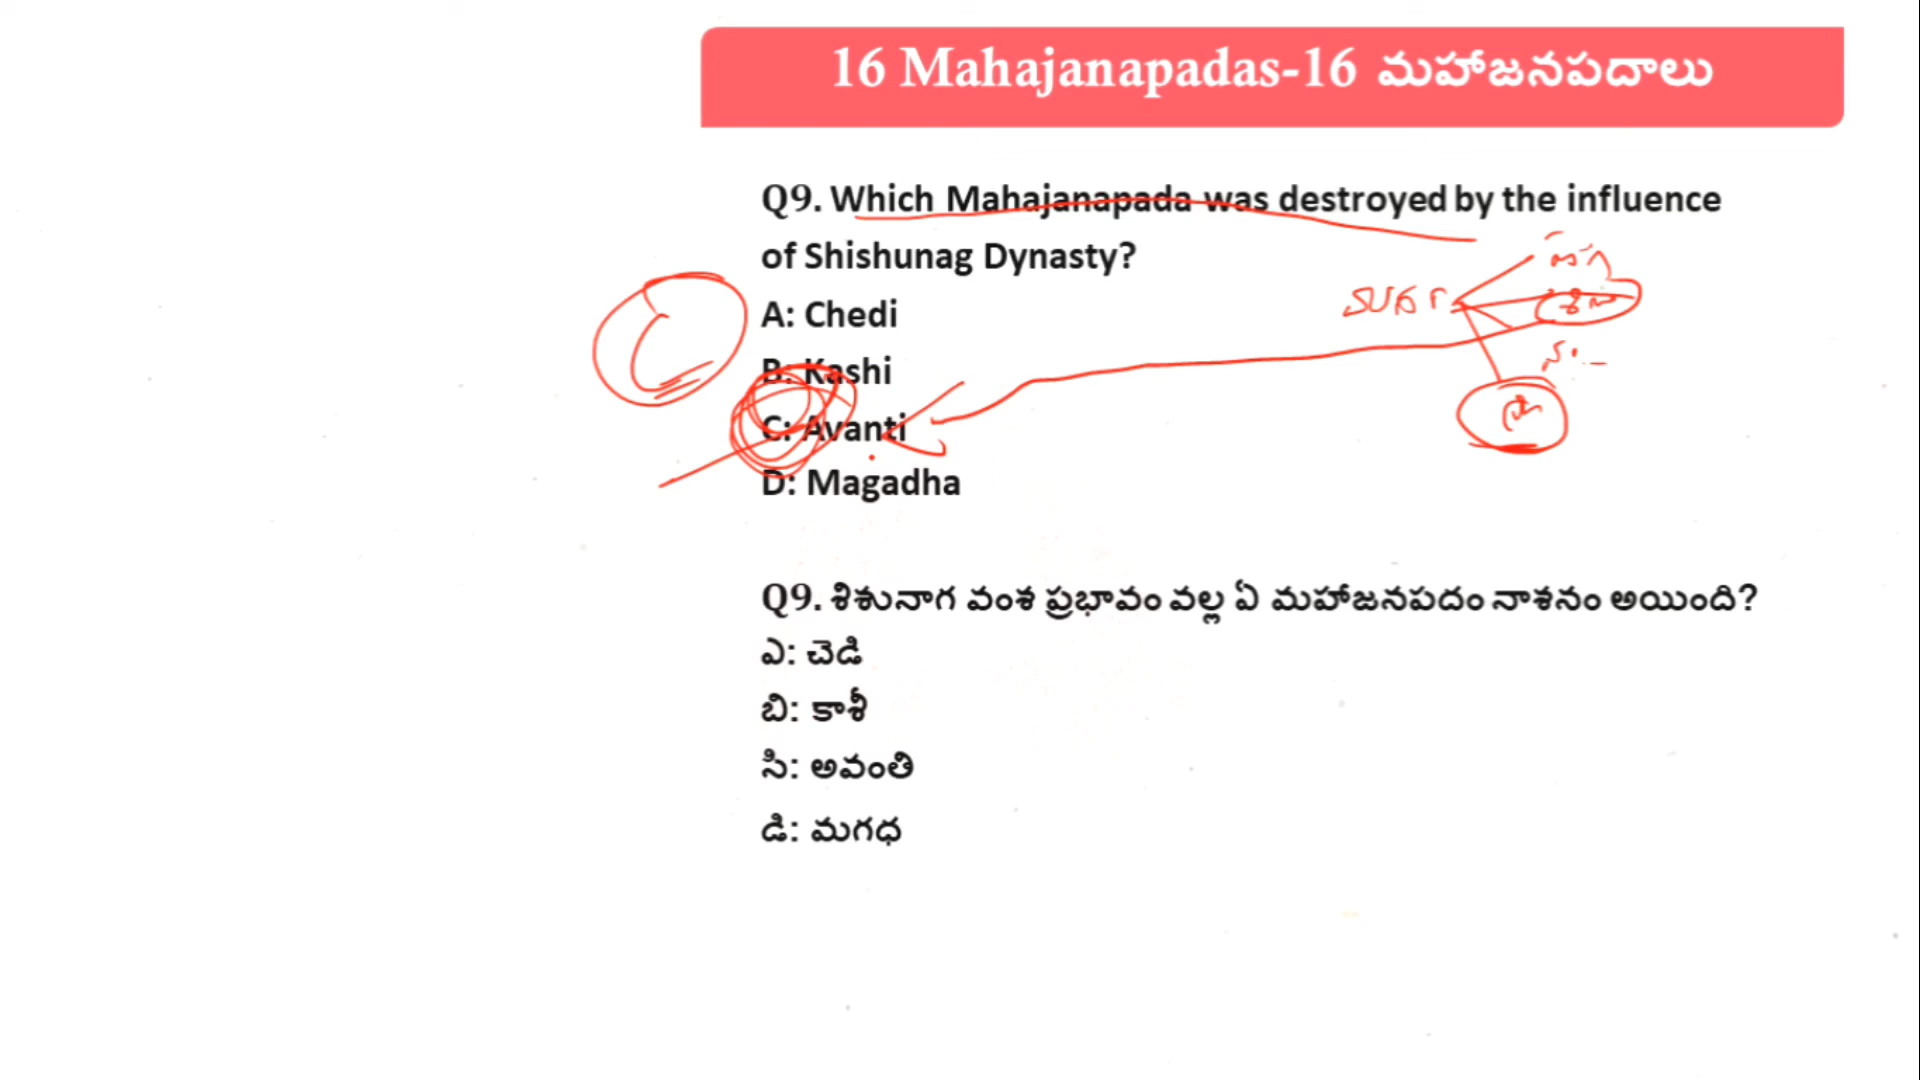 16 Mahajanapadas-16 మహాజనపదాలు
Q9. Which Mahajanapada was destroyed by the influence
of Shishunag Dynasty?
A: Chedi
B: Kashi
C: Avanti
D: Magadha
C
Q9. శిశునాగ వంశ ప్రభావం వల్ల ఏ మహాజనపదం నాశనం అయింది?
ఎ: చెడి
బి: కాశీ
సి: అవంతి
డి: మగధ